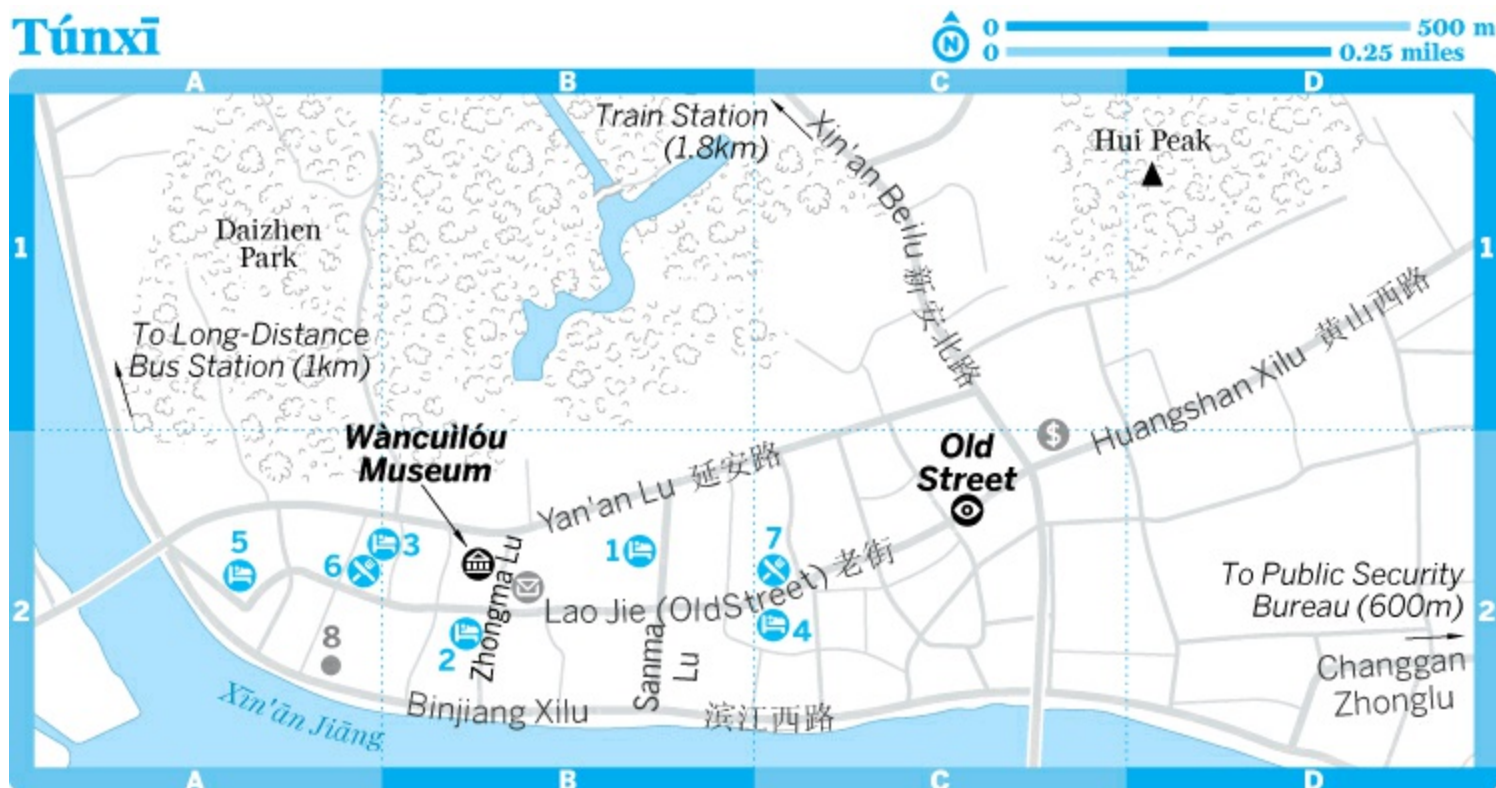 Túnxī
N
0 500 m
0 0.25 miles
A B C D
Train Station
(1.8km)
Xin'an Beilu 新安北路
Hui Peak
Daizhen
Park
1 1
To Long-Distance
Bus Station (1km)
Huangshan Xilu 黄山西路
$
Wàncuìlóu
Museum
Old
Street
Yan'an Lu 延安路
5
6
3
1
7
Zhongma Lu
Lao Jie (OldStreet) 老街
To Public Security
Bureau (600m)
2 2
8
2
4
Sanma
Lu
Changgan
Zhonglu
Xīn'ān Jiāng
Binjiang Xilu 滨江西路
A B C D